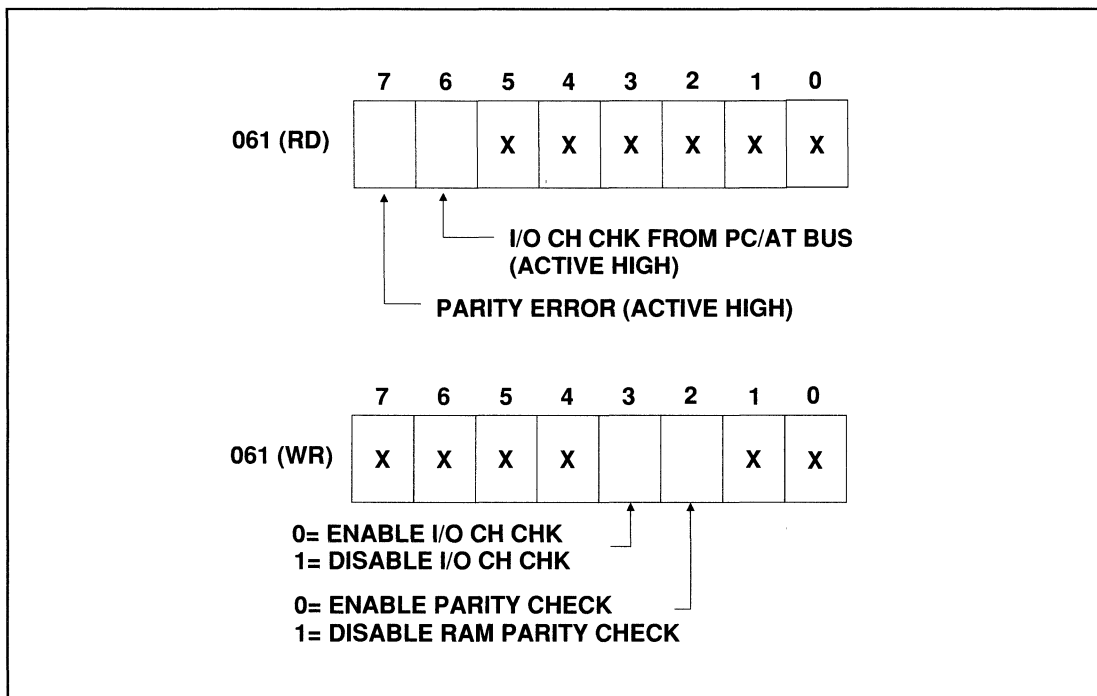 7 6 5 4 3 2 1 0
061 (RD) X X X X X X
I/O CH CHK FROM PC/AT BUS
(ACTIVE HIGH)
PARITY ERROR (ACTIVE HIGH)
7 6 5 4 3 2 1 0
061 (WR) X X X X X X
0= ENABLE I/O CH CHK
1= DISABLE I/O CH CHK
0= ENABLE PARITY CHECK
1= DISABLE RAM PARITY CHECK